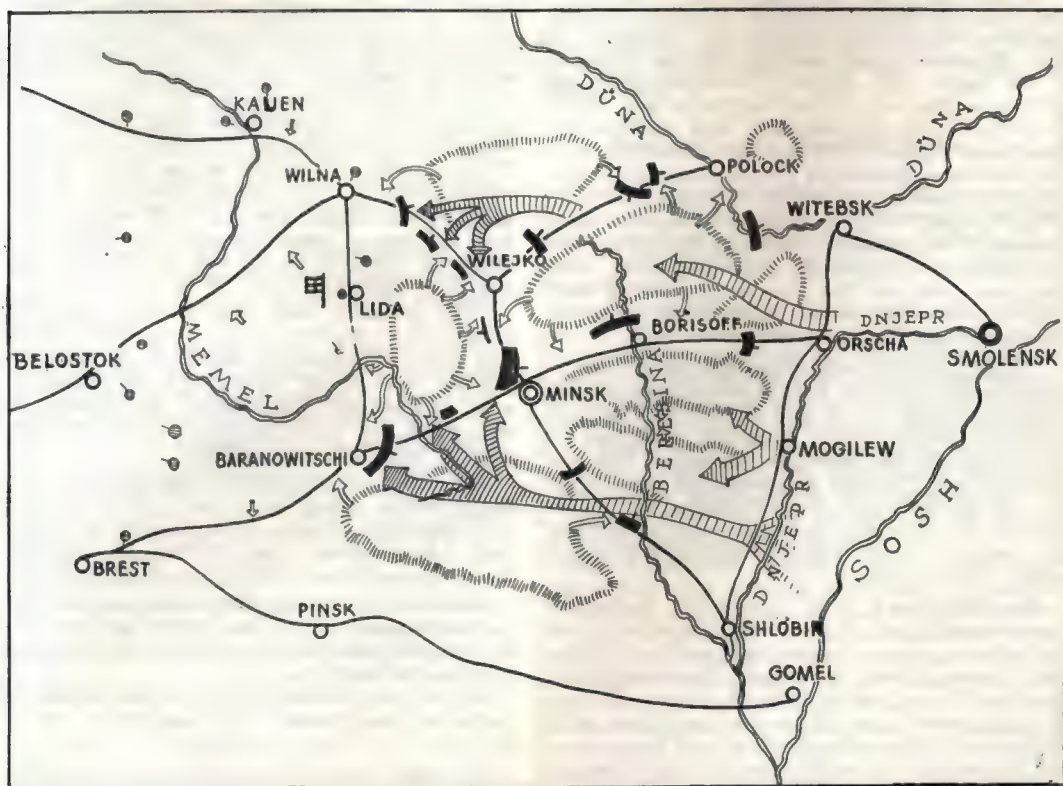 DÜNA
KAUEN
POLOCK
DÜNA
WILNA
WITEBSK
WILEJKO
LIDA
BORISOFF
DNJEPR
ORSCHA
SMOLENSK
BELOSTOK
MEMEL
MINSK
BERESINA
BARANOWITSCHI
MOGILEW
DNJEPR
SOSH
BREST
PINSK
SHLOBIN
GOMEL